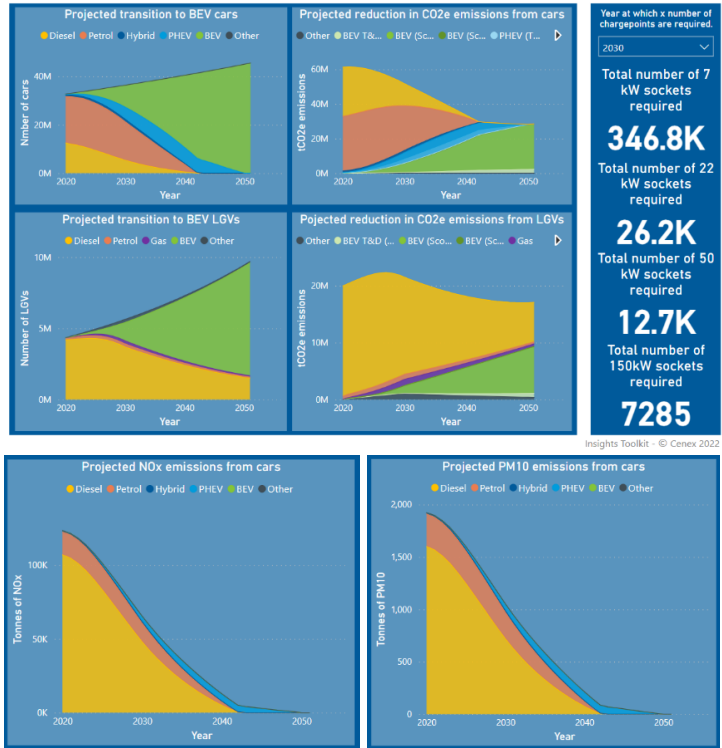 Projected transition to BEV cars
Diesel Petrol Hybrid PHEV BEV Other
Nmber of cars
40M
20M
0M
2020 2030 2040 2050
Year
Projected reduction in CO2e emissions from cars
Other BEV T&... BEV (Sc... BEV (Sc... PHEV (T...
tCO2e emissions
60M
40M
20M
0M
2020 2030 2040 2050
Year
Projected transition to BEV LGVs
Diesel Petrol Gas BEV Other
Number of LGVs
10M
5M
0M
2020 2030 2040 2050
Year
Pojected reduction in CO2e emissions from LGVs
Other BEV T&D (... BEV (Sco... BEV (Sc... Gas
tCO2e emissions
20M
10M
0M
2020 2030 2040 2050
Year
Year at which x number of
chargepoints are required.
2030
Total number of 7
kW sockets
required
346.8K
Total number of 22
kW sockets
required
26.2K
Total number of 50
kW sockets
required
12.7K
Total number of
150kW sockets
required
7285
Insights Toolkit - © Cenex 2022
Projected NOx emissions from cars
Diesel Petrol Hybrid PHEV BEV Other
Tonnes of NOx
100K
50K
0K
2020 2030 2040 2050
Year
Projected PM10 emissions from cars
Diesel Petrol Hybrid PHEV BEV Other
Tonnes of PM10
2,000
1,500
1,000
500
0
2020 2030 2040 2050
Year